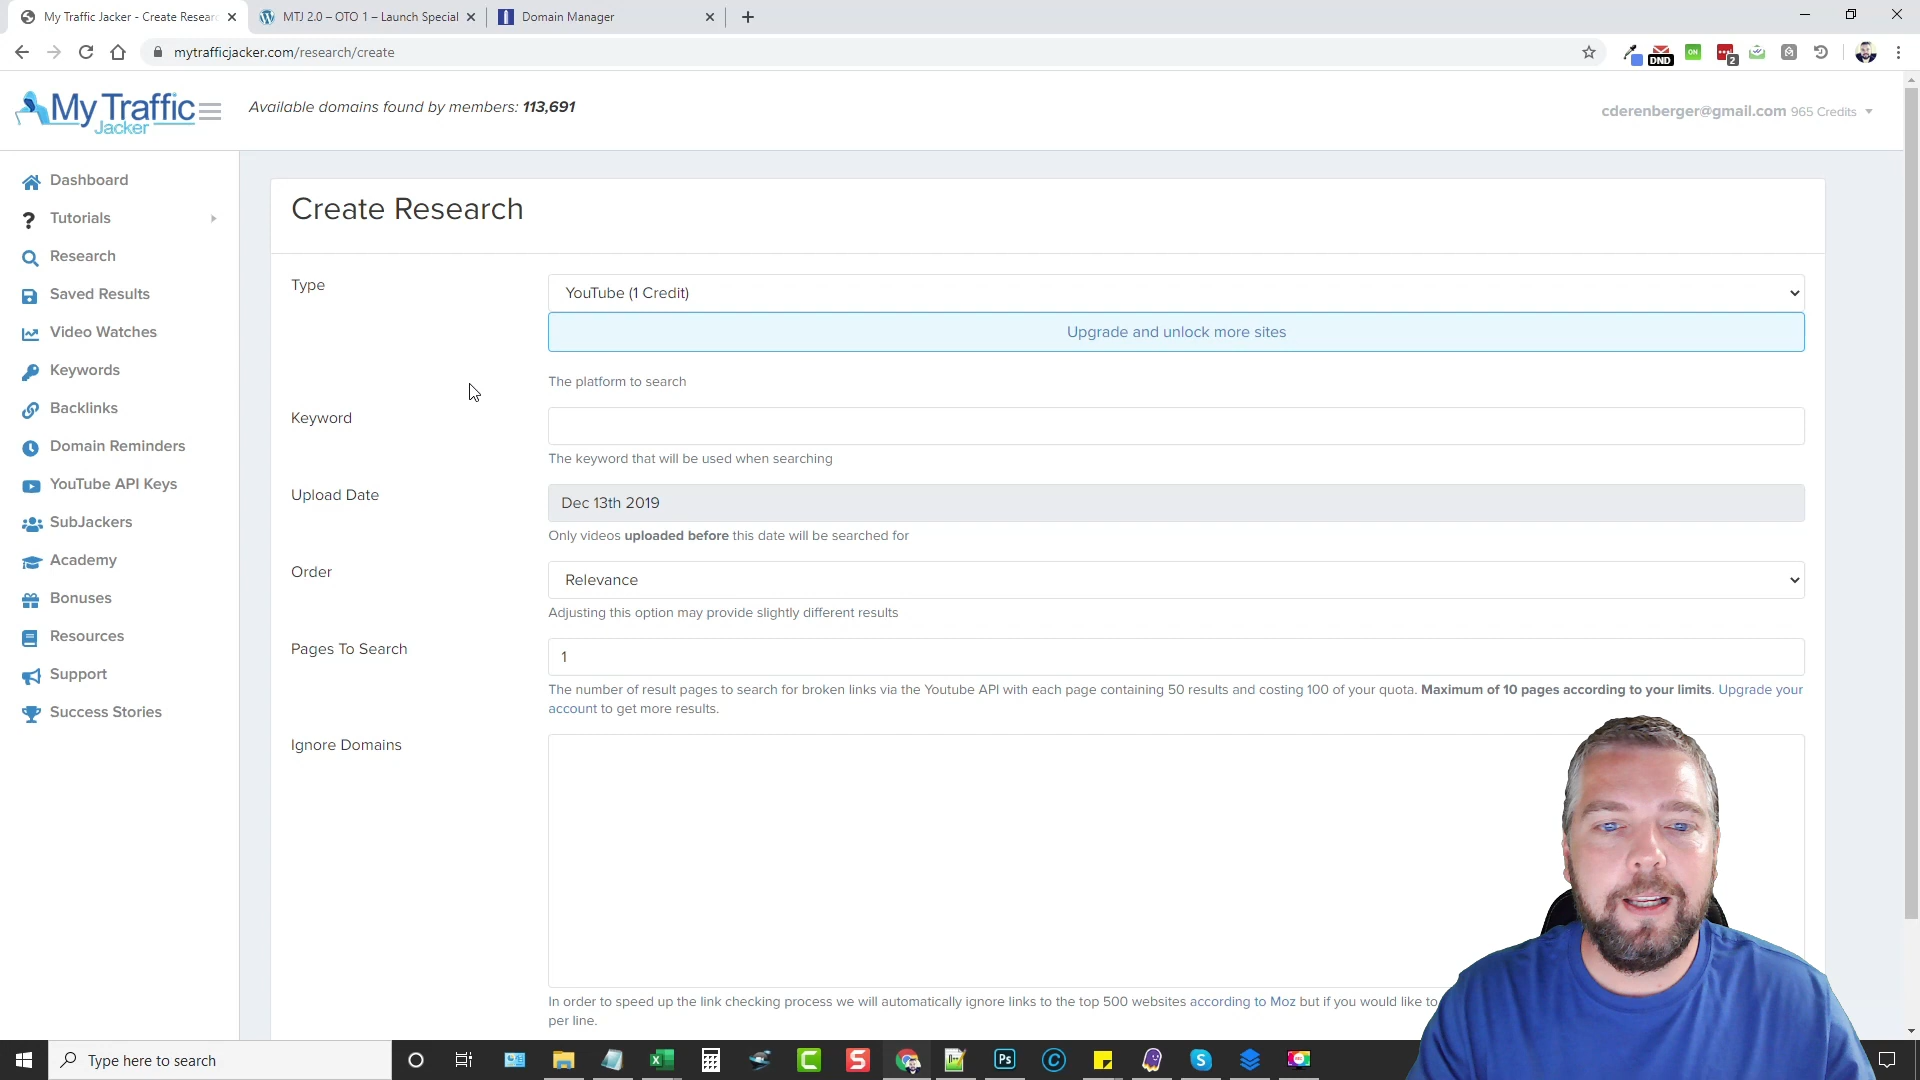 My Traffic Jacker - Create Resear
MTJ 2.0 – OTO 1 – Launch Special
Domain Manager
mytrafficjacker.com/research/create
DND
ON
2
My Traffic
Jacker
Available domains found by members: 113,691
cderenberger@gmail.com 965 Credits
Dashboard
Tutorials
Research
Saved Results
Video Watches
Keywords
Backlinks
Domain Reminders
YouTube API Keys
SubJackers
Academy
Bonuses
Resources
Support
Success Stories
Create Research
Type
YouTube (1 Credit)
Upgrade and unlock more sites
The platform to search
Keyword
The keyword that will be used when searching
Upload Date
Dec 13th 2019
Only videos uploaded before this date will be searched for
Order
Relevance
Adjusting this option may provide slightly different results
Pages To Search
1
The number of result pages to search for broken links via the Youtube API with each page containing 50 results and costing 100 of your quota. Maximum of 10 pages according to your limits. Upgrade your
account to get more results.
Ignore Domains
In order to speed up the link checking process we will automatically ignore links to the top 500 websites according to Moz but if you would like to
per line.
Type here to search
Ps